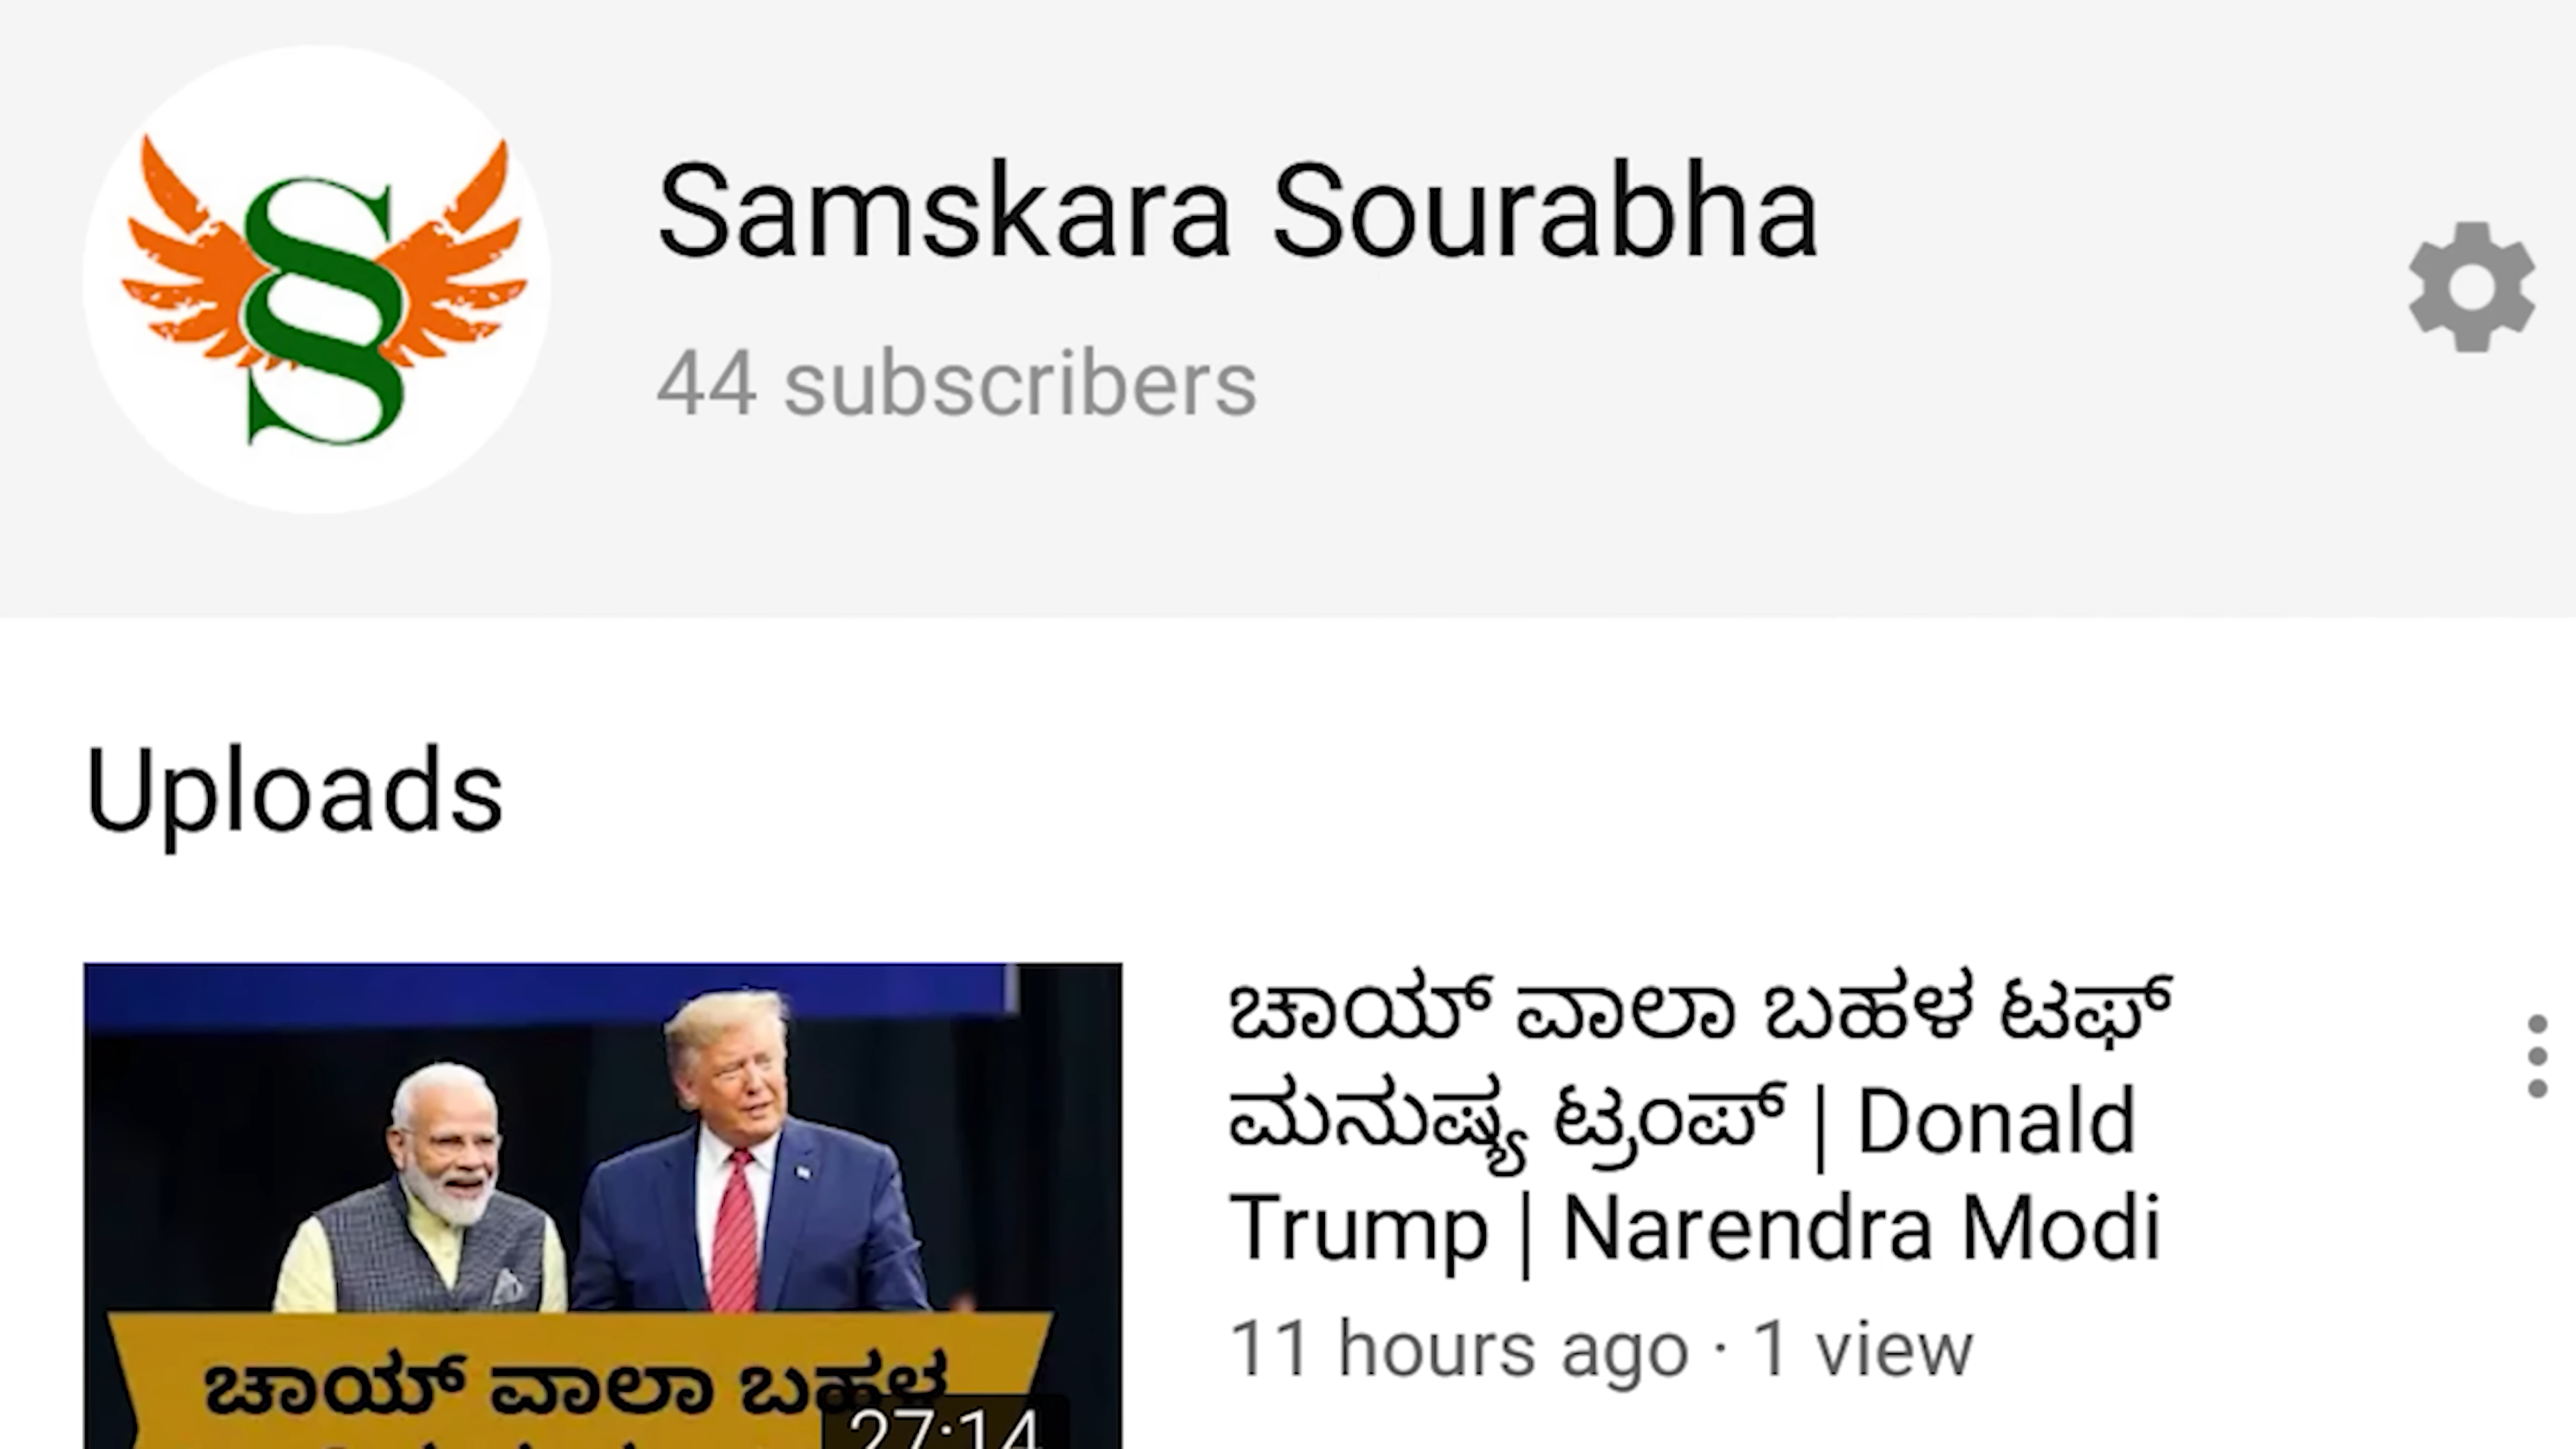 Samskara Sourabha
44 subscribers
Uploads
ಚಾಯ್ ವಾಲಾ ಬಹಳ ಟಫ್
ಮನುಷ್ಯ ಟ್ರಂಪ್ | Donald
Trump | Narendra Modi
11 hours ago · 1 view
ಚಾಯ್ ವಾಲಾ ಬಹಳ
27:14